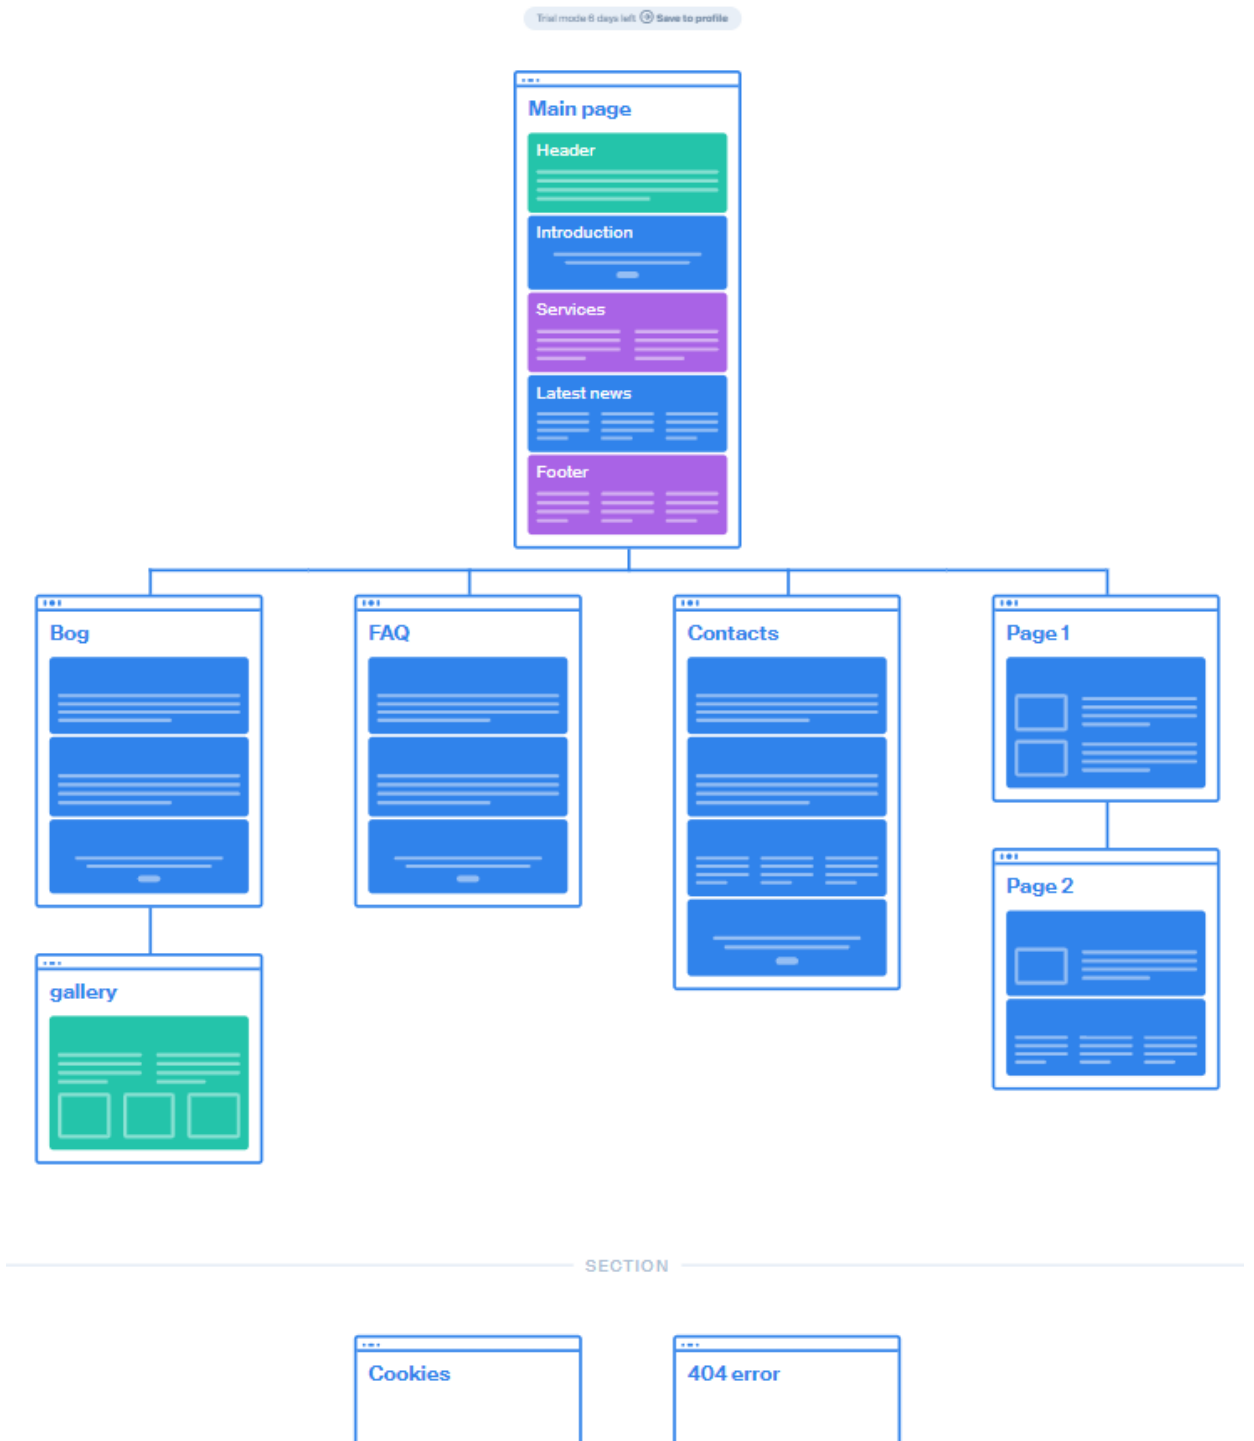 Trial mode 6 days left Save to profile
Main page
Header
Introduction
Services
Latest news
Footer
Bog
FAQ
Contacts
Page 1
Page 2
gallery
SECTION
Cookies
404 error